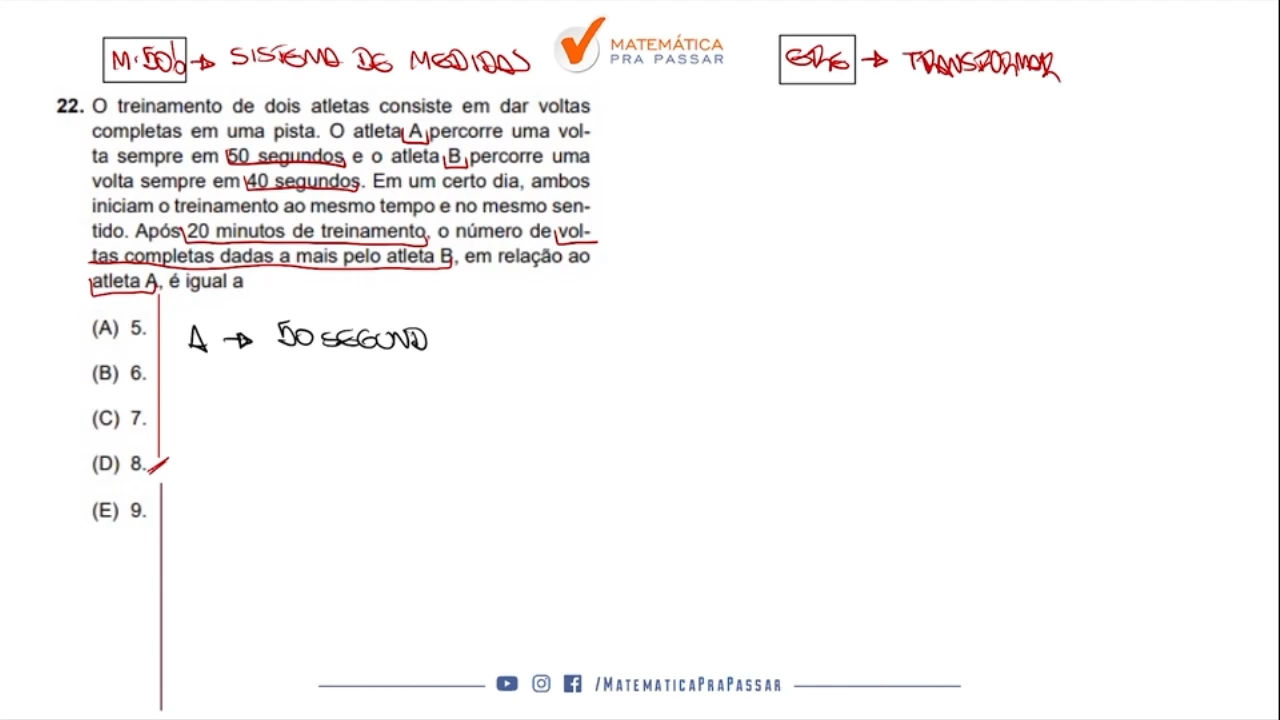 M.50% → SISTEMA DE MEDIDAS
MATEMÁTICA
PRA PASSAR
→ TRANSFORMAR
22. O treinamento de dois atletas consiste em dar voltas
completas em uma pista. O atleta A percorre uma vol-
ta sempre em 50 segundos e o atleta B percorre uma
volta sempre em 40 segundos. Em um certo dia, ambos
iniciam o treinamento ao mesmo tempo e no mesmo sen-
tido. Após 20 minutos de treinamento, o número de vol-
tas completas dadas a mais pelo atleta B, em relação ao
atleta A, é igual a
(A) 5.
A → 50 SEGUND
(B) 6.
(C) 7.
(D) 8.
(E) 9.
/MATEMATICAPRAPASSAR